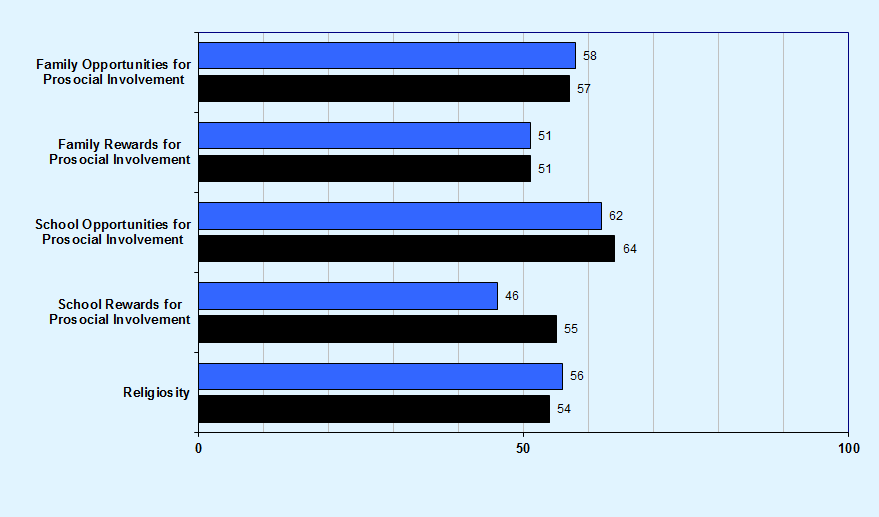 Family Opportunities for
Prosocial Involvement
58
57
Family Rewards for
Prosocial Involvement
51
51
School Opportunities for
Prosocial Involvement
62
64
School Rewards for
Prosocial Involvement
46
55
Religiosity
56
54
0 50 100